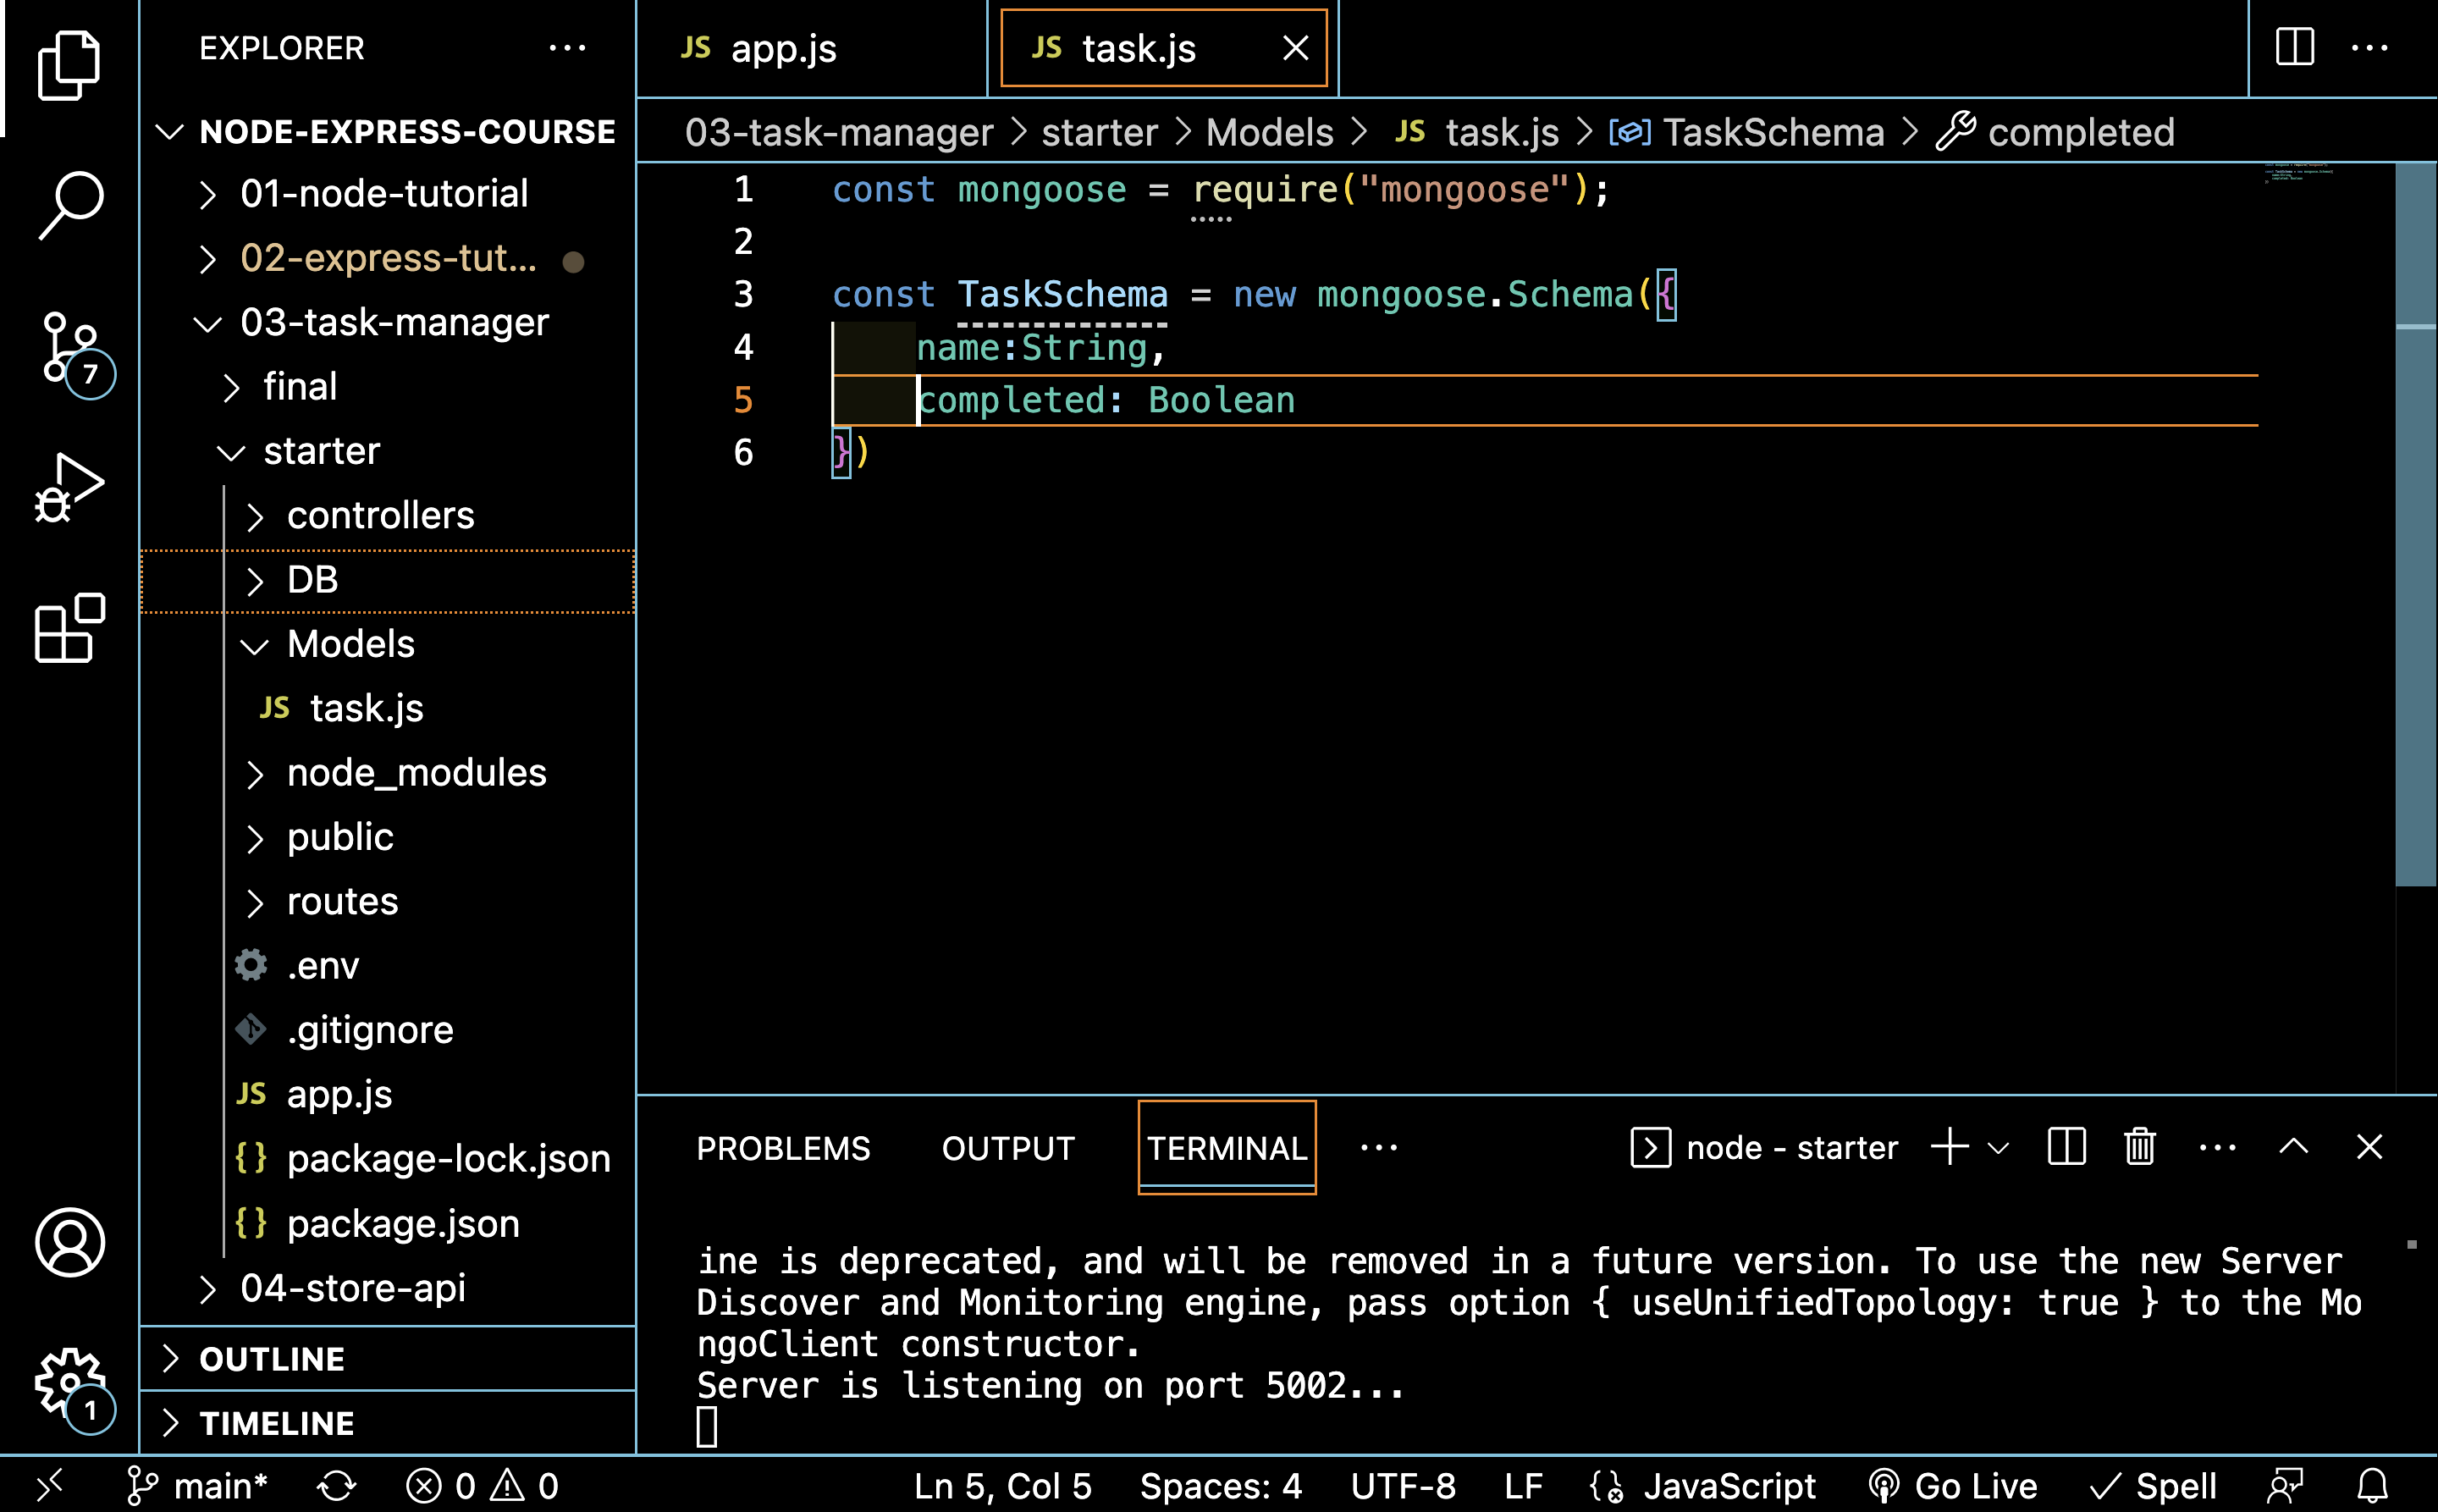 EXPLORER
NODE-EXPRESS-COURSE
01-node-tutorial
02-express-tut...
03-task-manager
final
starter
controllers
DB
Models
JS task.js
node_modules
public
routes
.env
.gitignore
JS app.js
{} package-lock.json
{} package.json
04-store-api
OUTLINE
TIMELINE
7
1
JS app.js
JS task.js
03-task-manager > starter > Models > JS task.js > TaskSchema > completed
1 const mongoose = require("mongoose");
2
3 const TaskSchema = new mongoose.Schema({
4 name:String,
5 completed: Boolean
6 })
PROBLEMS OUTPUT TERMINAL ... node - starter
ine is deprecated, and will be removed in a future version. To use the new Server
Discover and Monitoring engine, pass option { useUnifiedTopology: true } to the Mo
ngoClient constructor.
Server is listening on port 5002...
main* 0 0 Ln 5, Col 5 Spaces: 4 UTF-8 LF JavaScript Go Live Spell